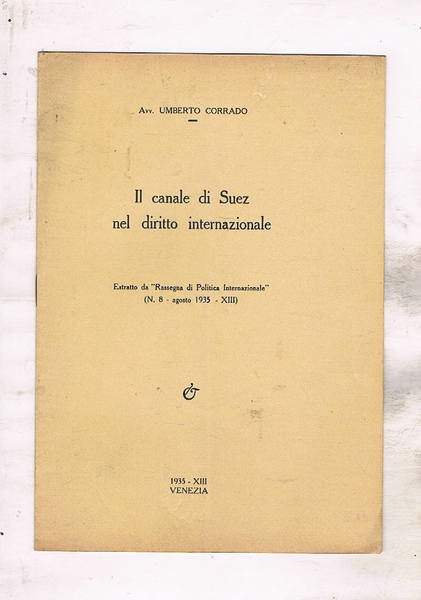 Avv. UMBERTO CORRADO
Il canale di Suez
nel diritto internazionale
Estratto da "Rassegna di Politica Internazionale"
(N. 8 - agosto 1935 - XIII)
&
1935 - XIII
VENEZIA